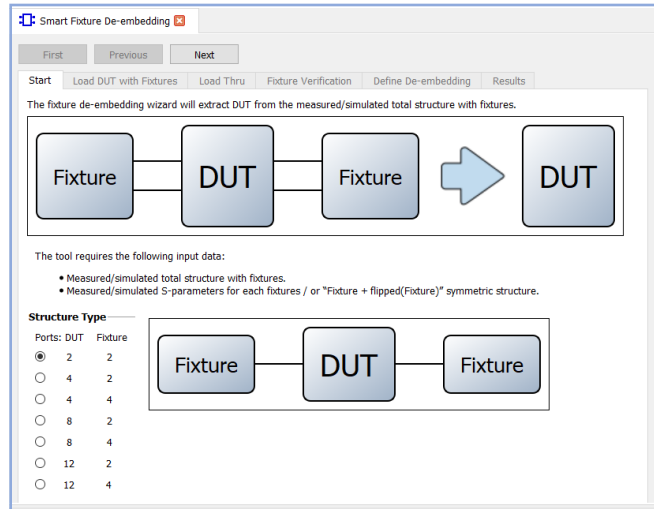 Smart Fixture De-embedding
First Previous Next
Start Load DUT with Fixtures Load Thru Fixture Verification Define De-embedding Results
The fixture de-embedding wizard will extract DUT from the measured/simulated total structure with fixtures.
Fixture DUT Fixture DUT
The tool requires the following input data:
• Measured/simulated total structure with fixtures.
• Measured/simulated S-parameters for each fixtures / or "Fixture + flipped(Fixture)" symmetric structure.
Structure Type
Ports: DUT Fixture
2 2
4 2
4 4
8 2
8 4
12 2
12 4
Fixture DUT Fixture